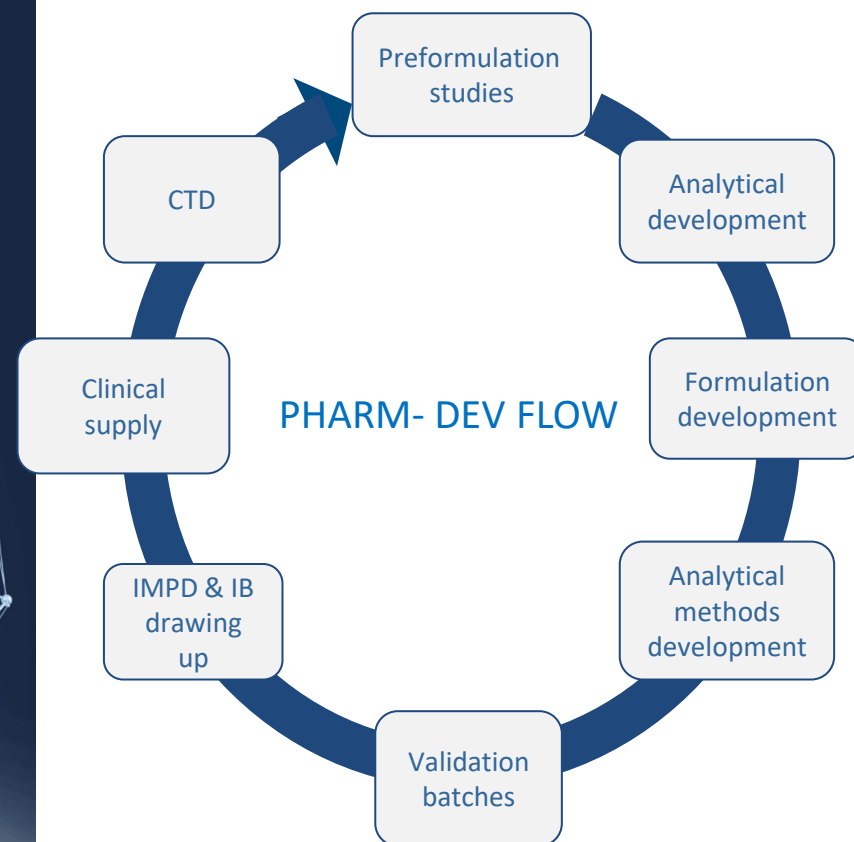 Preformulation
studies
Analytical
development
Formulation
development
Analytical
methods
development
Validation
batches
IMPD & IB
drawing
up
Clinical
supply
CTD
PHARM- DEV FLOW